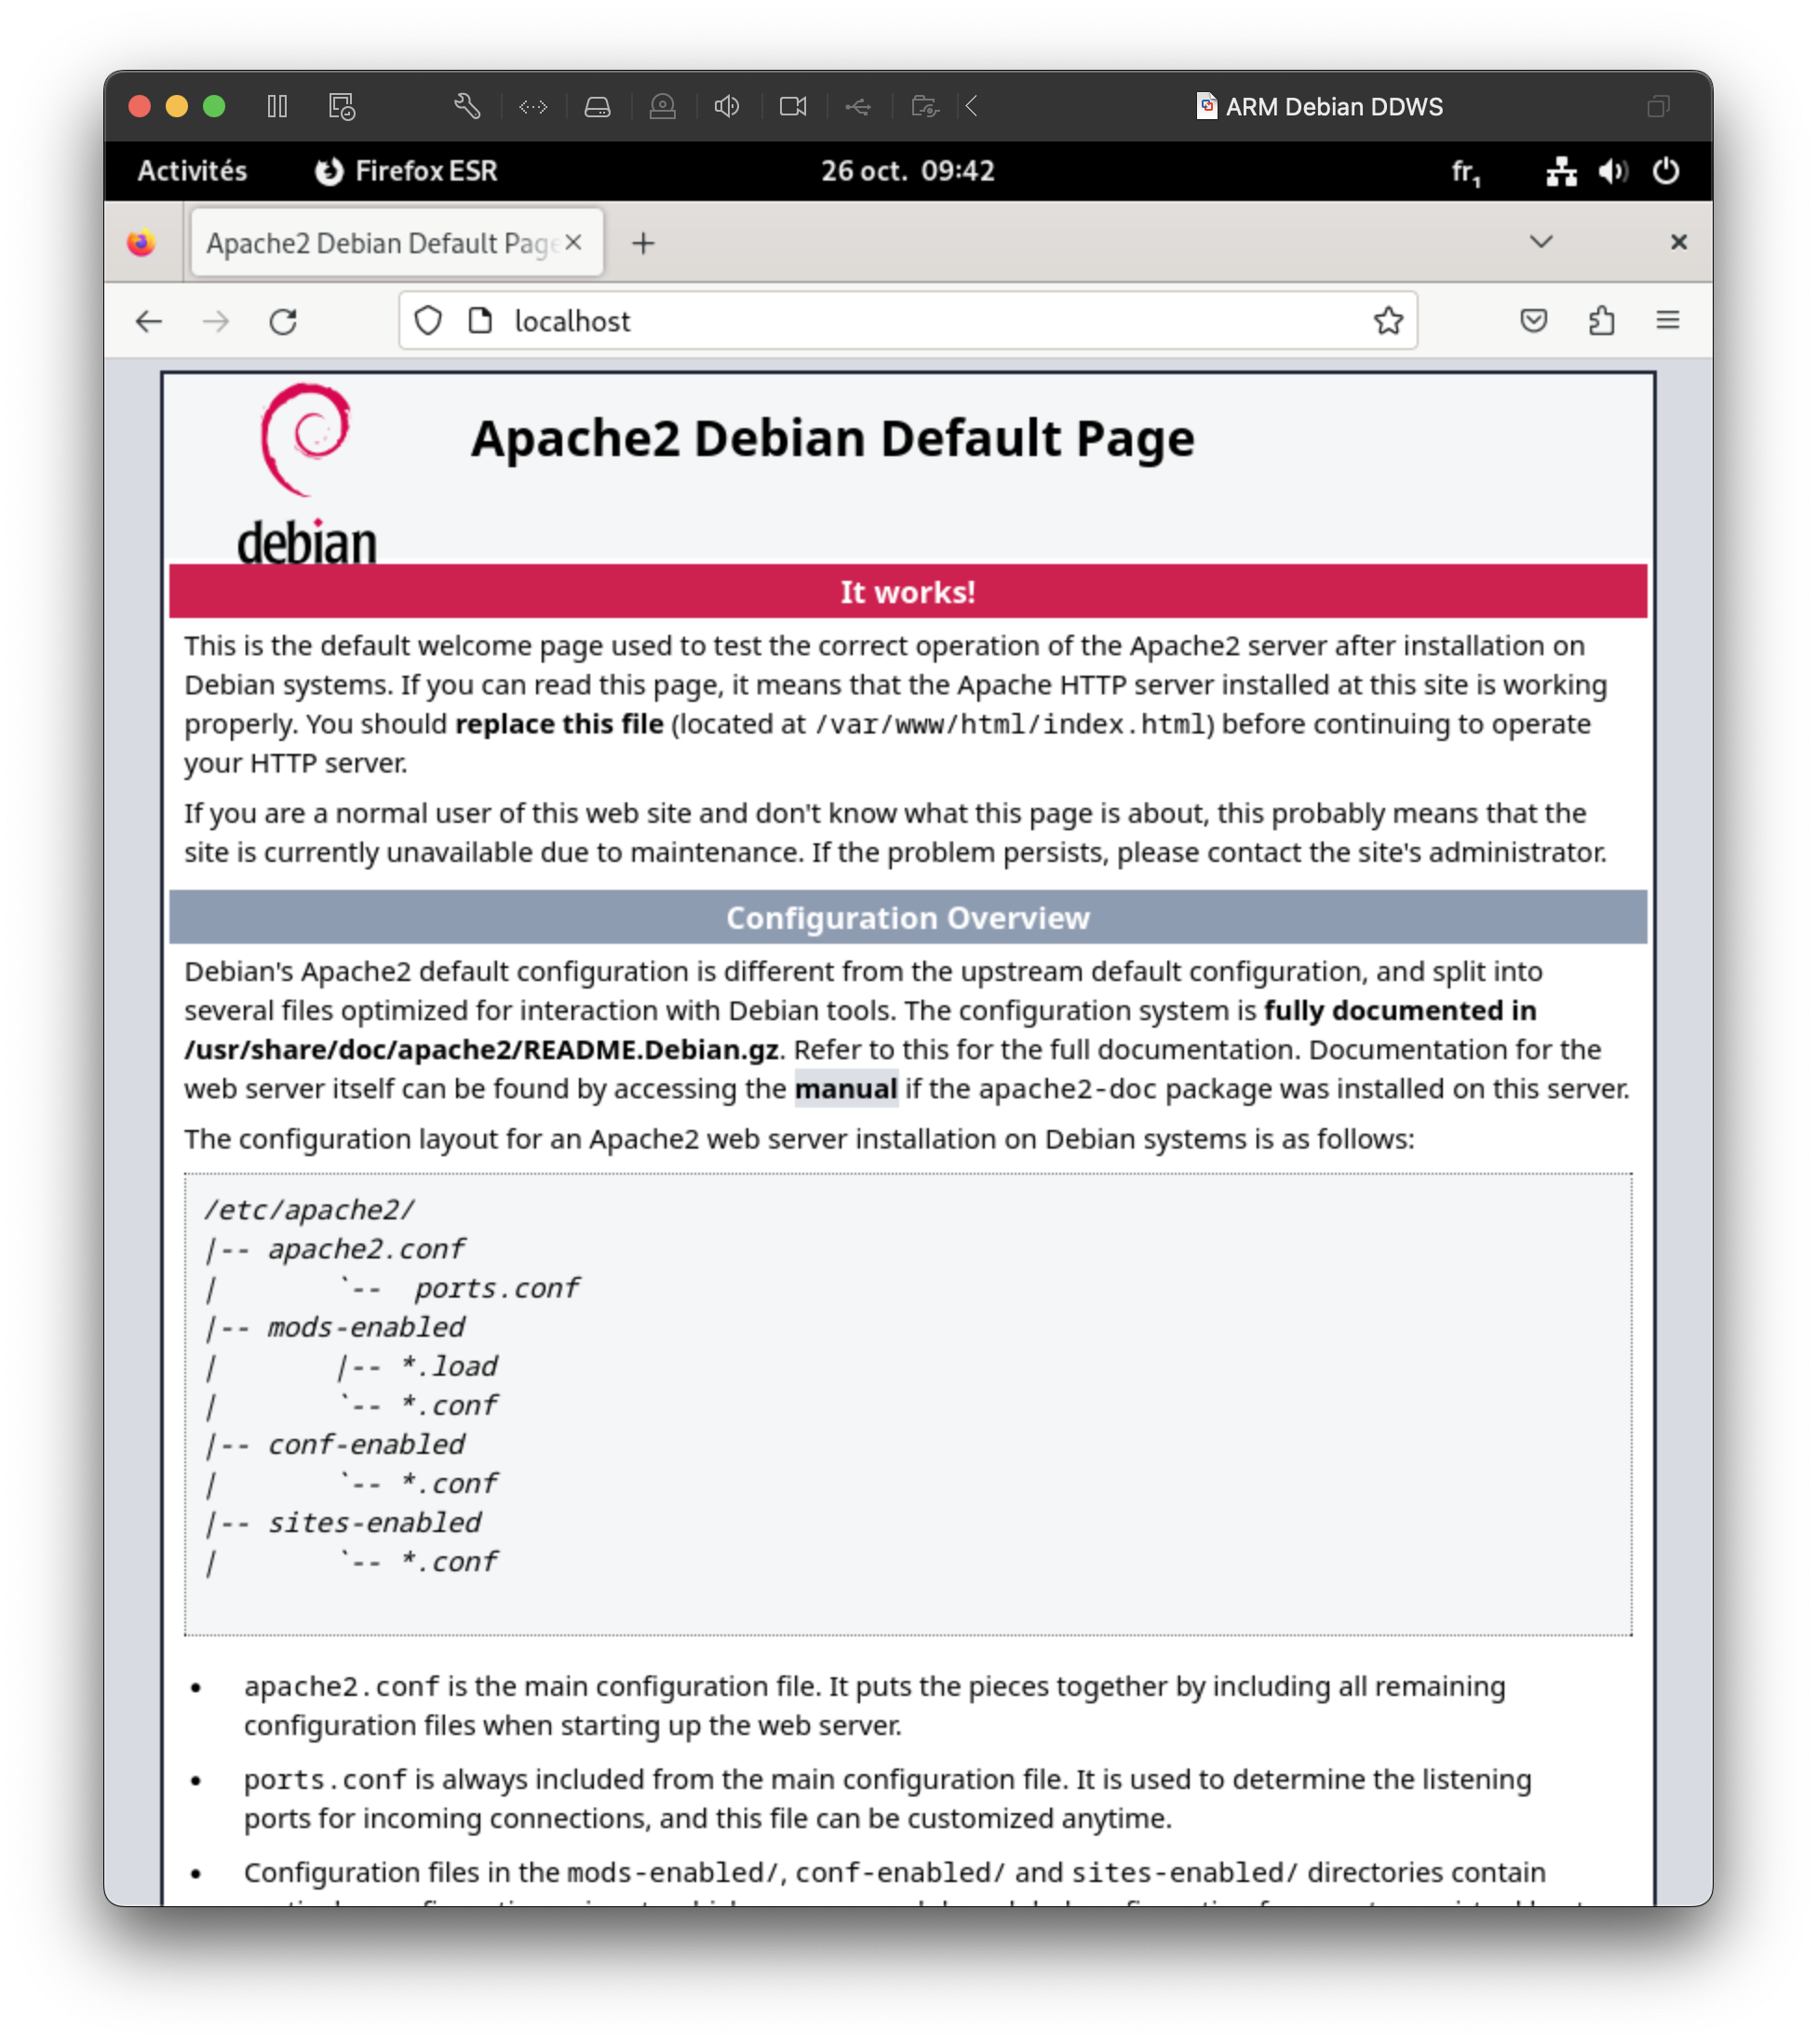 ARM Debian DDWS
Activités
Firefox ESR
26 oct. 09:42
fr1
Apache2 Debian Default Page
localhost
debian
Apache2 Debian Default Page
It works!
This is the default welcome page used to test the correct operation of the Apache2 server after installation on
Debian systems. If you can read this page, it means that the Apache HTTP server installed at this site is working
properly. You should replace this file (located at /var/www/html/index.html) before continuing to operate
your HTTP server.
If you are a normal user of this web site and don't know what this page is about, this probably means that the
site is currently unavailable due to maintenance. If the problem persists, please contact the site's administrator.
Configuration Overview
Debian's Apache2 default configuration is different from the upstream default configuration, and split into
several files optimized for interaction with Debian tools. The configuration system is fully documented in
/usr/share/doc/apache2/README.Debian.gz. Refer to this for the full documentation. Documentation for the
web server itself can be found by accessing the manual if the apache2-doc package was installed on this server.
The configuration layout for an Apache2 web server installation on Debian systems is as follows:
/etc/apache2/
|-- apache2.conf
|       `--  ports.conf
|-- mods-enabled
|       |-- *.load
|       `-- *.conf
|-- conf-enabled
|       `-- *.conf
|-- sites-enabled
|       `-- *.conf
• apache2.conf is the main configuration file. It puts the pieces together by including all remaining
configuration files when starting up the web server.
• ports.conf is always included from the main configuration file. It is used to determine the listening
ports for incoming connections, and this file can be customized anytime.
• Configuration files in the mods-enabled/, conf-enabled/ and sites-enabled/ directories contain